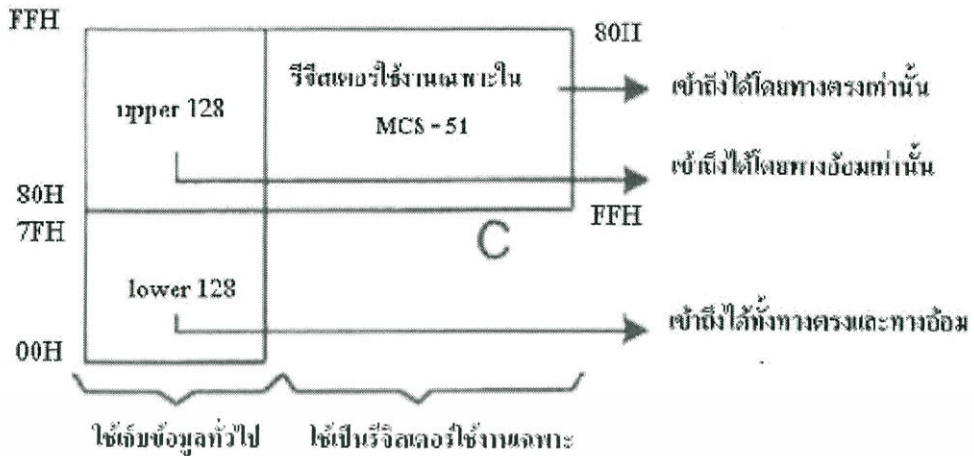 FFH
80H
รีจีสเตอร์ใช้งานเฉพาะใน
MCS - 51
เข้าถึงได้โดยทางตรงเท่านั้น
upper 128
เข้าถึงได้โดยทางอ้อมเท่านั้น
80H
FFH
7FH
C
lower 128
เข้าถึงได้ทั้งทางตรงและทางอ้อม
00H
ใช้เก็บข้อมูลทั่วไป
ใช้เป็นรีจิสเตอร์ใช้งานเฉพาะ